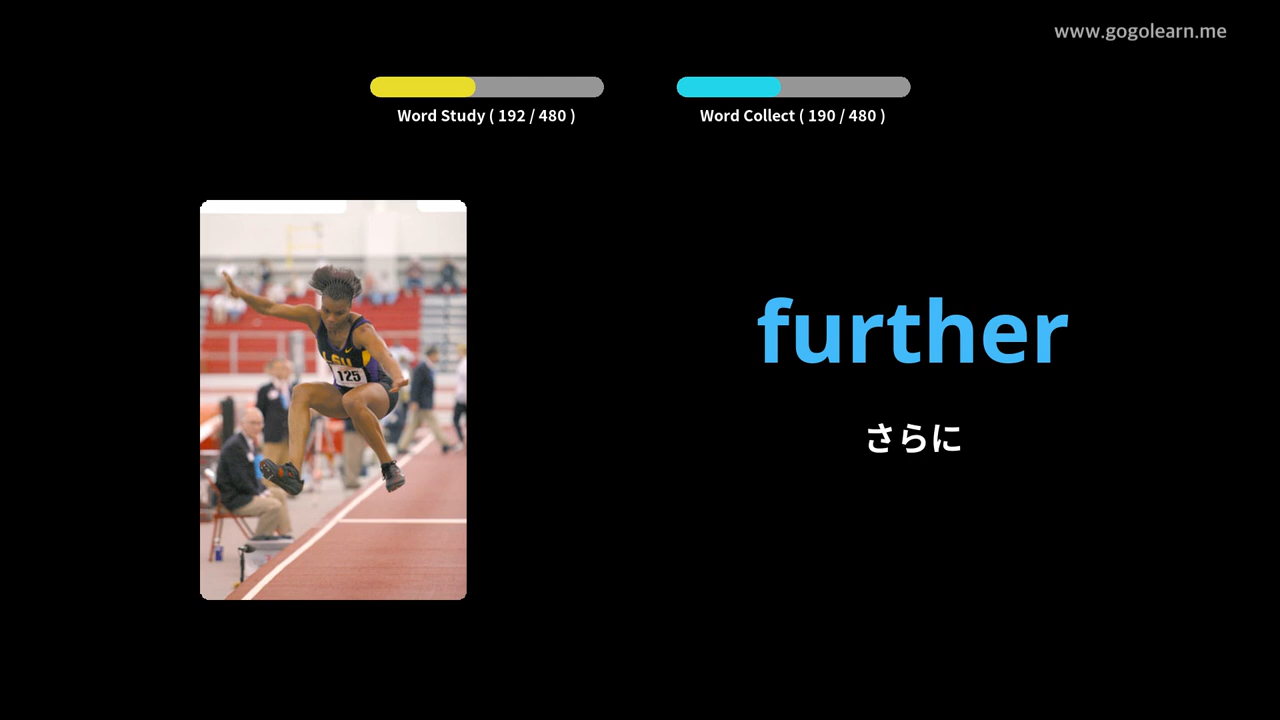 www.gogolearn.me
Word Study ( 192 / 480 )
Word Collect ( 190 / 480 )
LSU
125
further
さらに